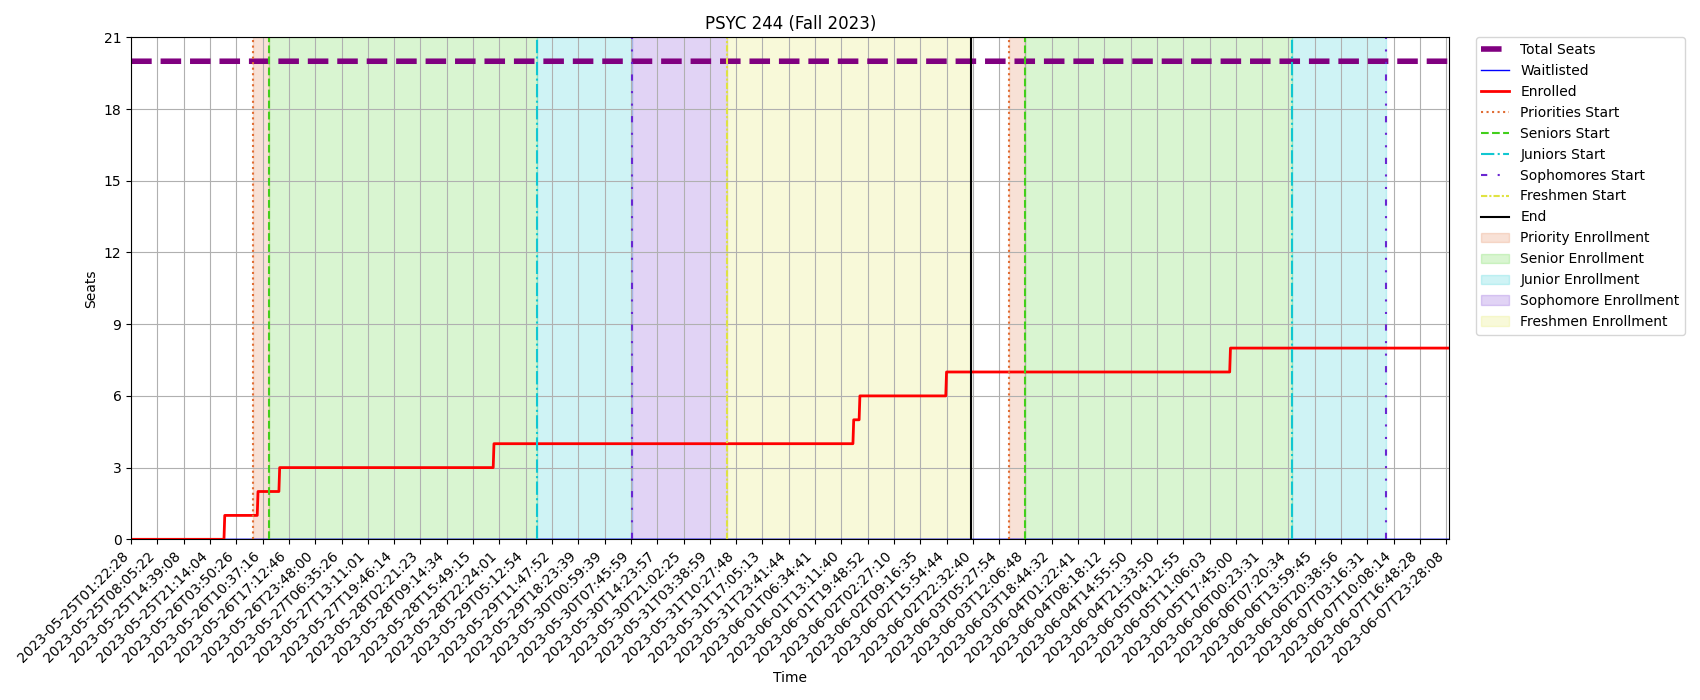 PSYC 244 (Fall 2023)
21
18
15
12
9
6
3
0
Seats
2023-05-25T01:22:28
2023-05-25T08:05:22
2023-05-25T14:39:08
2023-05-25T21:14:04
2023-05-26T03:50:26
2023-05-26T10:37:16
2023-05-26T17:12:46
2023-05-26T23:48:00
2023-05-27T06:35:26
2023-05-27T13:11:01
2023-05-27T19:46:14
2023-05-28T02:21:23
2023-05-28T09:14:34
2023-05-28T15:49:15
2023-05-28T22:24:01
2023-05-29T05:12:54
2023-05-29T11:47:52
2023-05-29T18:23:39
2023-05-30T00:59:39
2023-05-30T07:45:59
2023-05-30T14:23:57
2023-05-30T21:02:25
2023-05-31T03:38:59
2023-05-31T10:27:48
2023-05-31T17:05:13
2023-05-31T23:41:44
2023-06-01T06:34:41
2023-06-01T13:11:40
2023-06-01T19:48:52
2023-06-02T02:27:10
2023-06-02T09:16:35
2023-06-02T15:54:44
2023-06-02T22:32:40
2023-06-03T05:27:54
2023-06-03T12:06:48
2023-06-03T18:44:32
2023-06-04T01:22:41
2023-06-04T08:18:12
2023-06-04T14:55:50
2023-06-04T21:33:50
2023-06-05T04:12:55
2023-06-05T11:06:03
2023-06-05T17:45:00
2023-06-06T00:23:31
2023-06-06T07:20:34
2023-06-06T13:59:45
2023-06-06T20:38:56
2023-06-07T03:16:31
2023-06-07T10:08:14
2023-06-07T16:48:28
2023-06-07T23:28:08
Time
Total Seats
Waitlisted
Enrolled
Priorities Start
Seniors Start
Juniors Start
Sophomores Start
Freshmen Start
End
Priority Enrollment
Senior Enrollment
Junior Enrollment
Sophomore Enrollment
Freshmen Enrollment